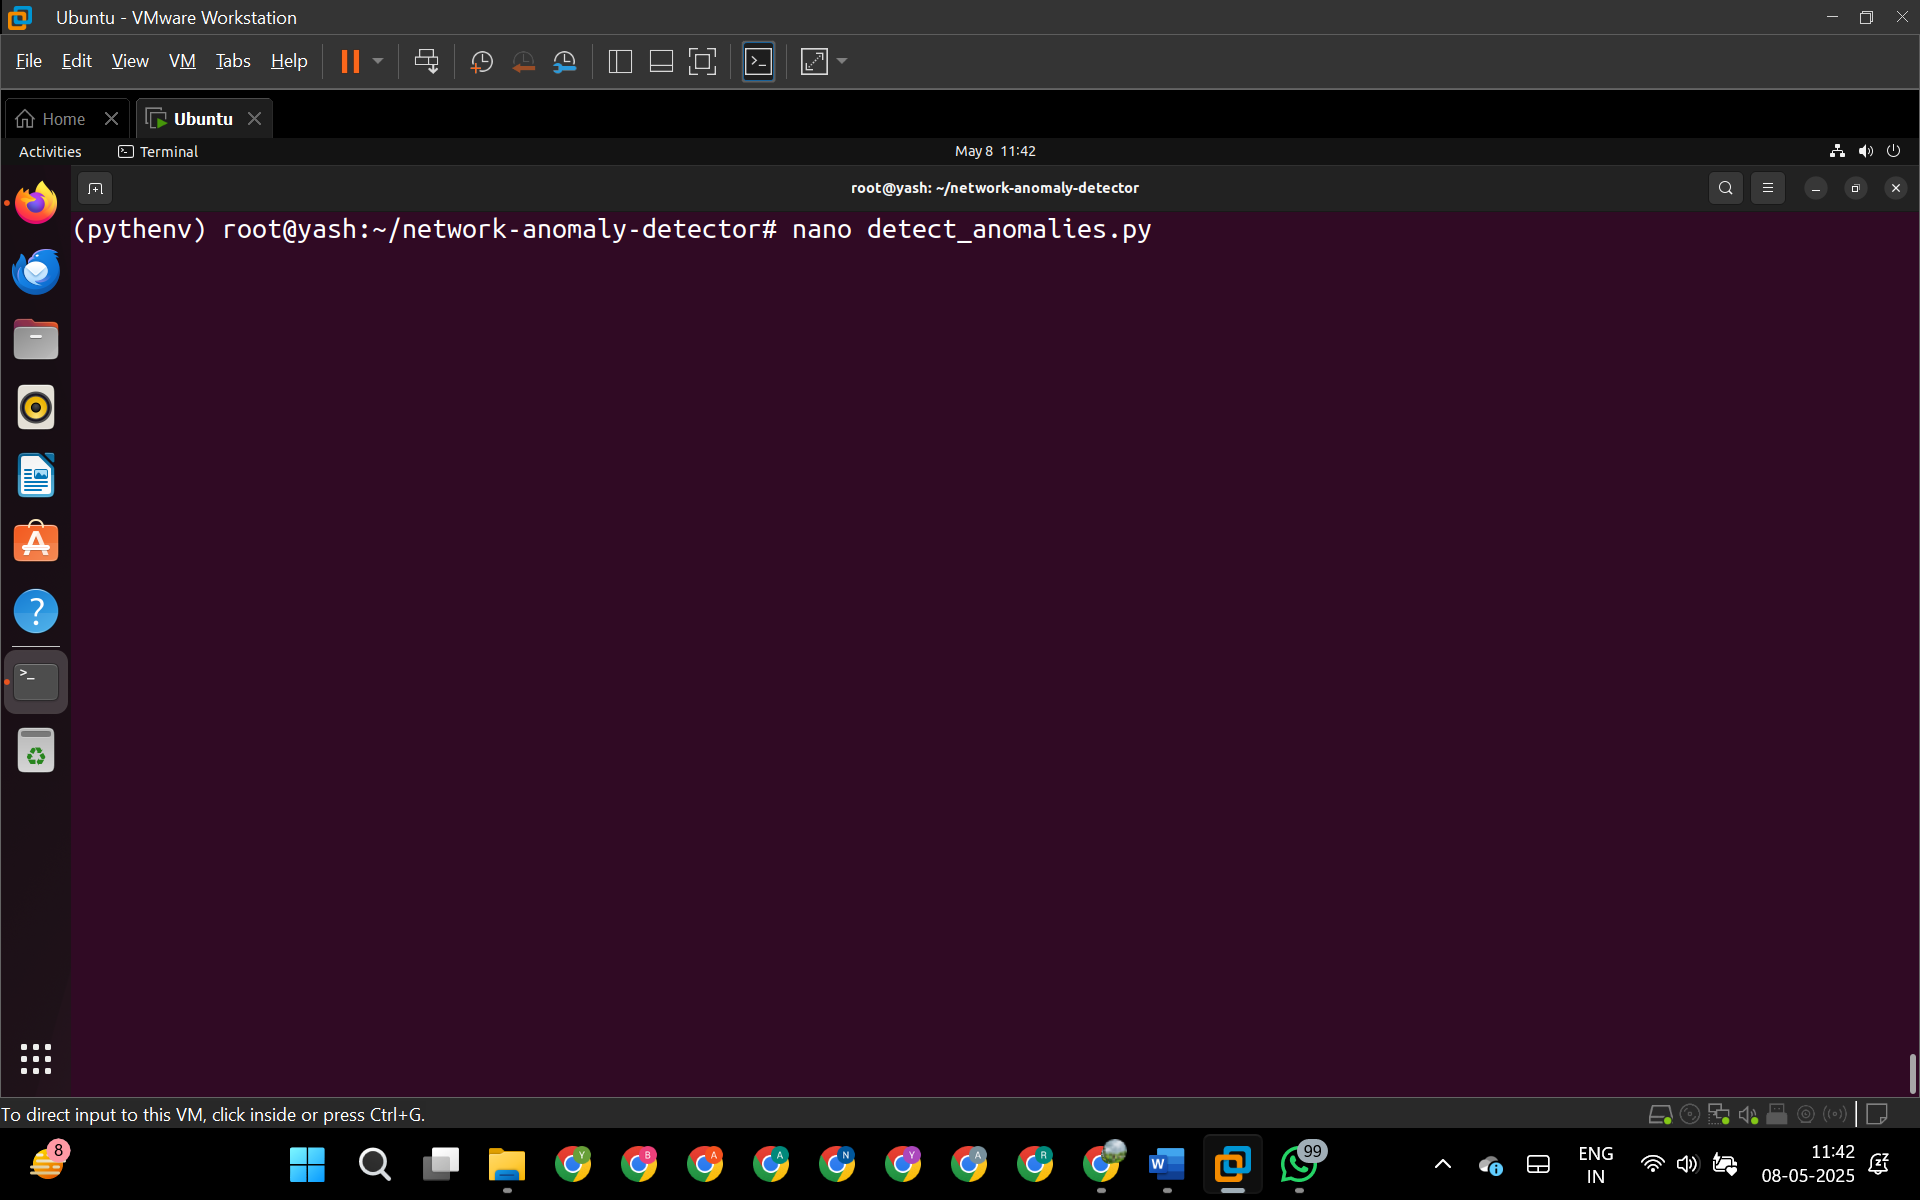 Ubuntu - VMware Workstation
File Edit View VM Tabs Help
Home Ubuntu
Activities Terminal May 8 11:42
root@yash: ~/network-anomaly-detector
(pythenv) root@yash:~/network-anomaly-detector# nano detect_anomalies.py
To direct input to this VM, click inside or press Ctrl+G.
8
Y B A A N Y A R
W
99
ENG
IN
11:42
08-05-2025